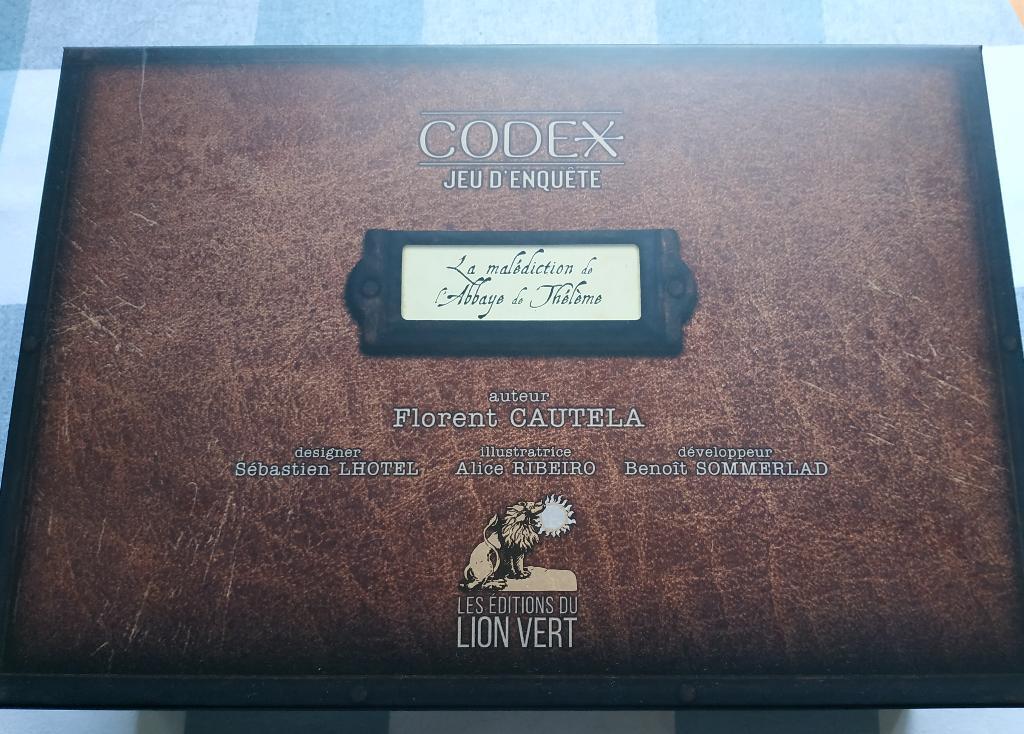 CODEX
JEU D'ENQUÊTE
La malédiction de
l'Abbaye de Thélème
auteur
Florent CAUTELA
designer illustratrice développeur
Sébastien LHOTEL Alice RIBEIRO Benoît SOMMERLAD
LES ÉDITIONS DU
LION VERT